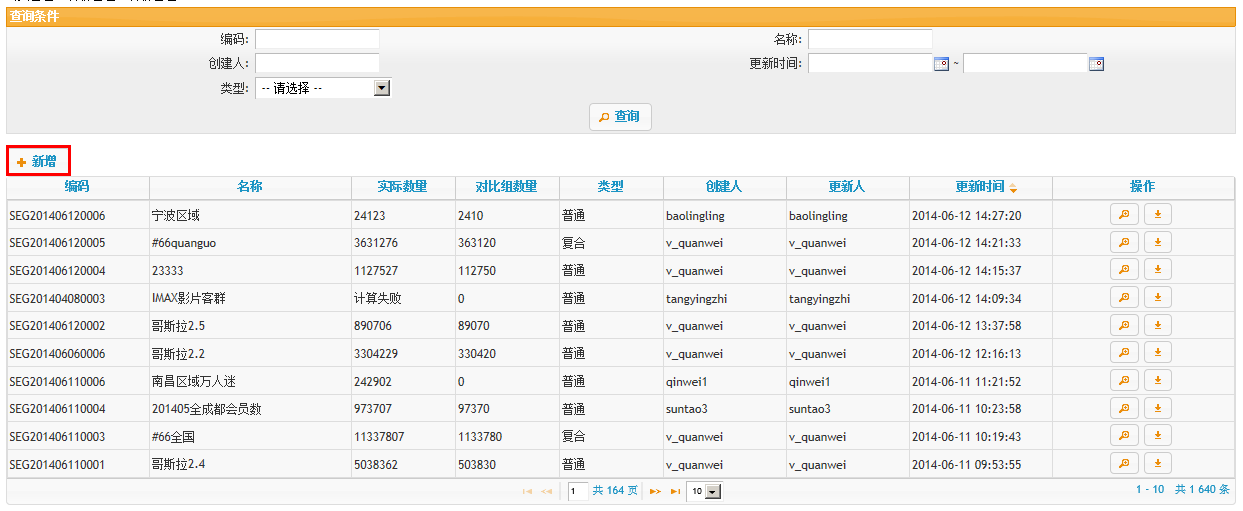 查询条件
编码: 名称:
创建人: 更新时间: ~
类型: -- 请选择 --
查询
新增
编码 名称 实际数量 对比组数量 类型 创建人 更新人 更新时间 操作
SEG201406120006 宁波区域 24123 2410 普通 baolingling baolingling 2014-06-12 14:27:20
SEG201406120005 #66quanguo 3631276 363120 复合 v_quanwei v_quanwei 2014-06-12 14:21:33
SEG201406120004 23333 1127527 112750 普通 v_quanwei v_quanwei 2014-06-12 14:15:37
SEG201404080003 IMAX影片客群 计算失败 0 普通 tangyingzhi tangyingzhi 2014-06-12 14:09:34
SEG201406120002 哥斯拉2.5 890706 89070 普通 v_quanwei v_quanwei 2014-06-12 13:37:58
SEG201406060006 哥斯拉2.2 3304229 330420 普通 v_quanwei v_quanwei 2014-06-12 12:16:13
SEG201406110006 南昌区域万人迷 242902 0 普通 qinwei1 qinwei1 2014-06-11 11:21:52
SEG201406110004 201405全成都会员数 973707 97370 普通 suntao3 suntao3 2014-06-11 10:23:58
SEG201406110003 #66全国 11337807 1133780 复合 v_quanwei v_quanwei 2014-06-11 10:19:43
SEG201406110001 哥斯拉2.4 5038362 503830 普通 v_quanwei v_quanwei 2014-06-11 09:53:55
1 共 164 页 10 1 - 10 共 1 640 条